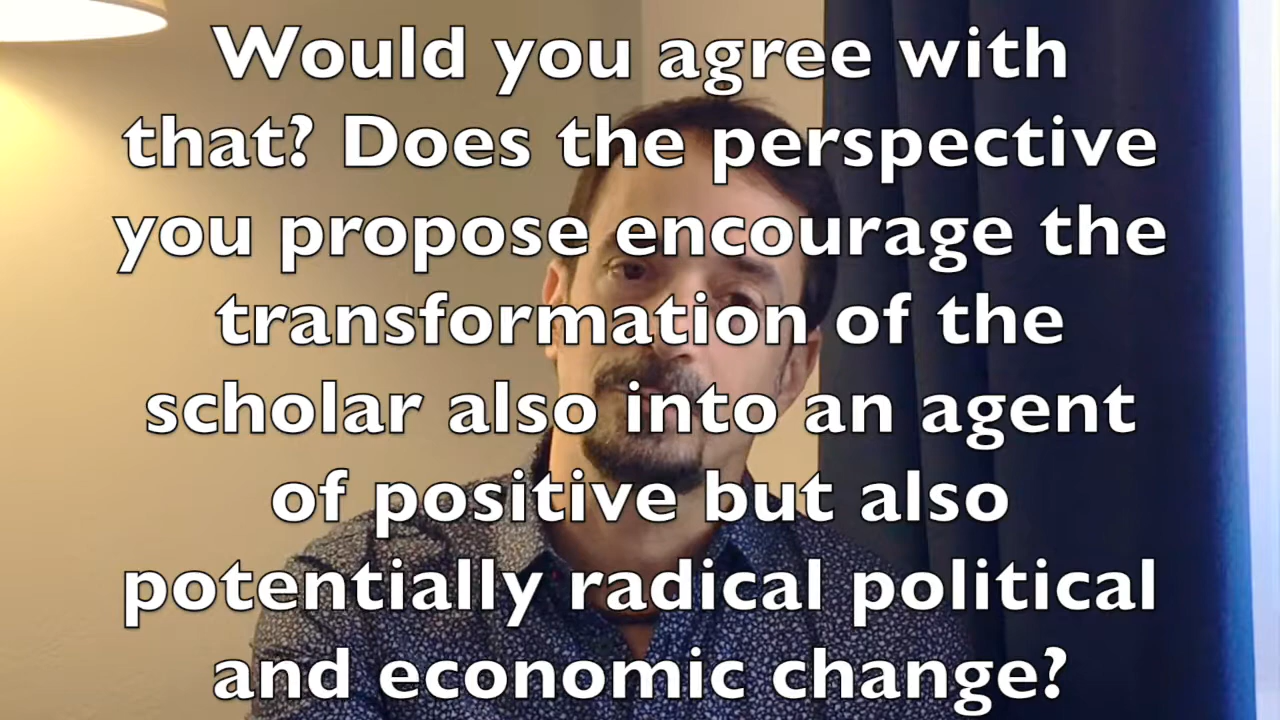 Would you agree with
that? Does the perspective
you propose encourage the
transformation of the
scholar also into an agent
of positive but also
potentially radical political
and economic change?